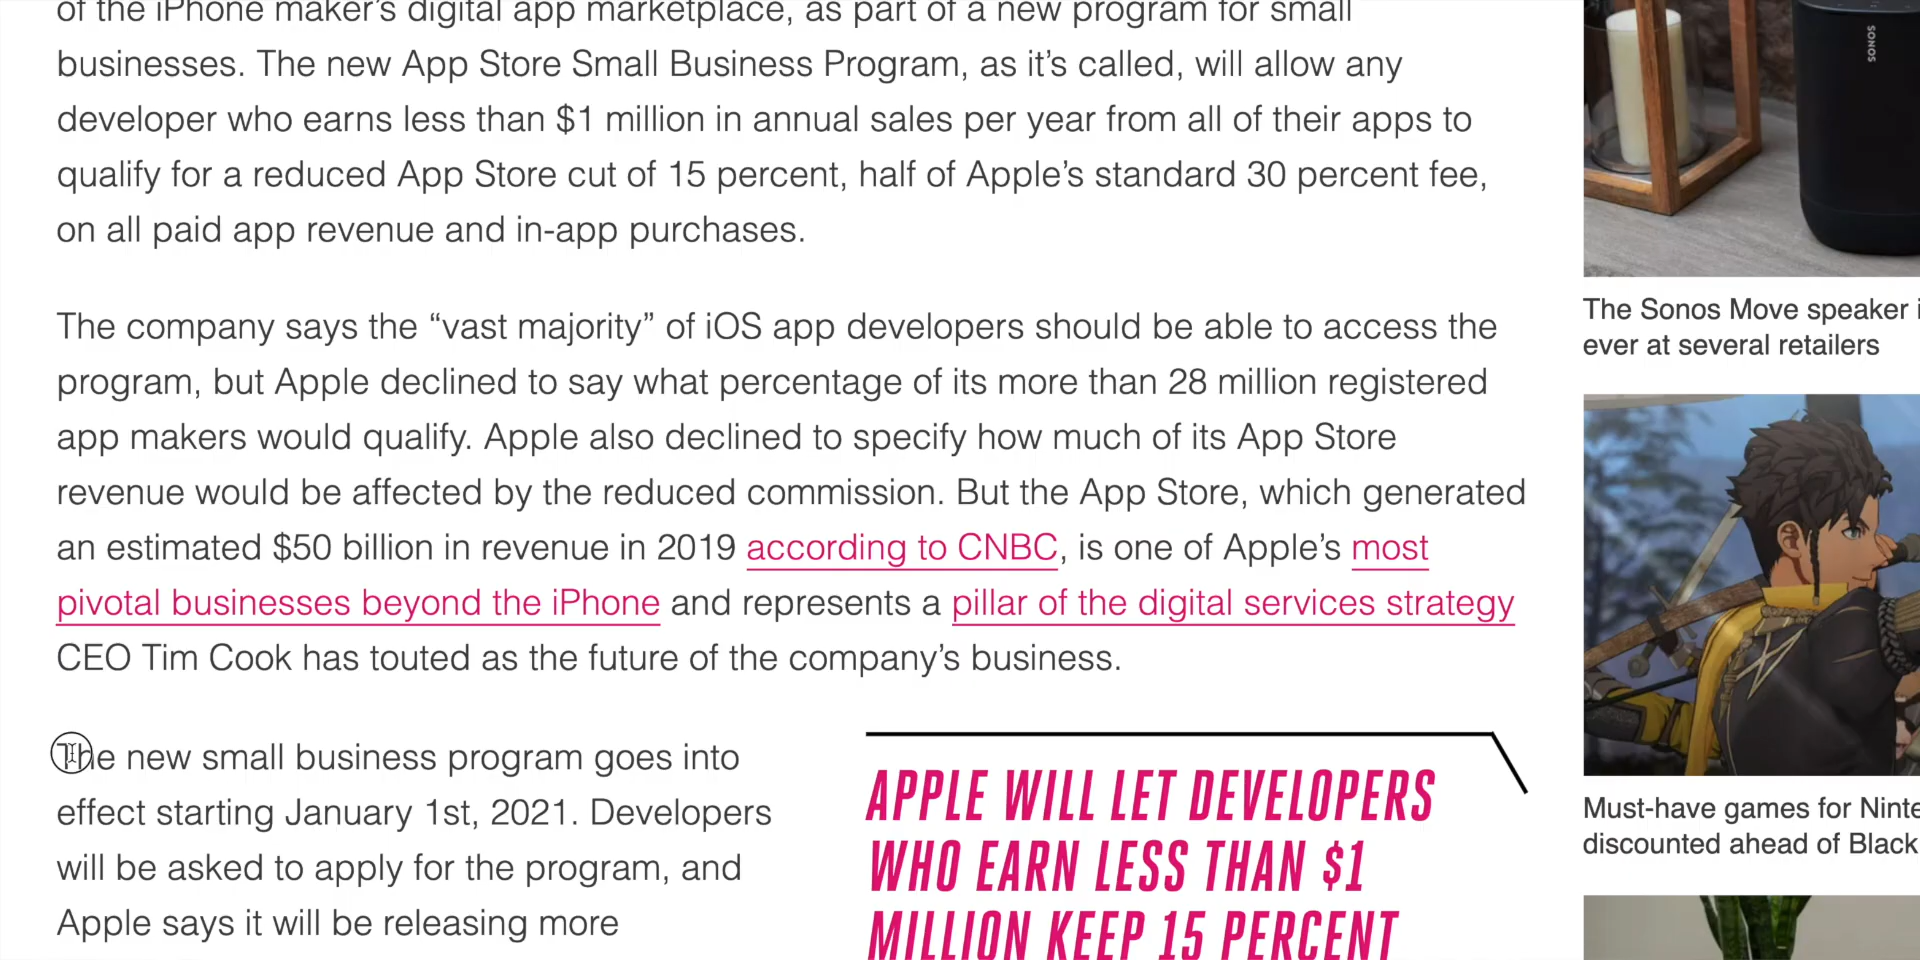 of the iPhone maker’s digital app marketplace, as part of a new program for small
businesses. The new App Store Small Business Program, as it’s called, will allow any
developer who earns less than $1 million in annual sales per year from all of their apps to
qualify for a reduced App Store cut of 15 percent, half of Apple’s standard 30 percent fee,
on all paid app revenue and in-app purchases.
The company says the “vast majority” of iOS app developers should be able to access the
program, but Apple declined to say what percentage of its more than 28 million registered
app makers would qualify. Apple also declined to specify how much of its App Store
revenue would be affected by the reduced commission. But the App Store, which generated
an estimated $50 billion in revenue in 2019 according to CNBC, is one of Apple’s most
pivotal businesses beyond the iPhone and represents a pillar of the digital services strategy
CEO Tim Cook has touted as the future of the company’s business.
The new small business program goes into
effect starting January 1st, 2021. Developers
will be asked to apply for the program, and
Apple says it will be releasing more
APPLE WILL LET DEVELOPERS
WHO EARN LESS THAN $1
MILLION KEEP 15 PERCENT
SONOS
The Sonos Move speaker
ever at several retailers
Must-have games for
discounted ahead of Black